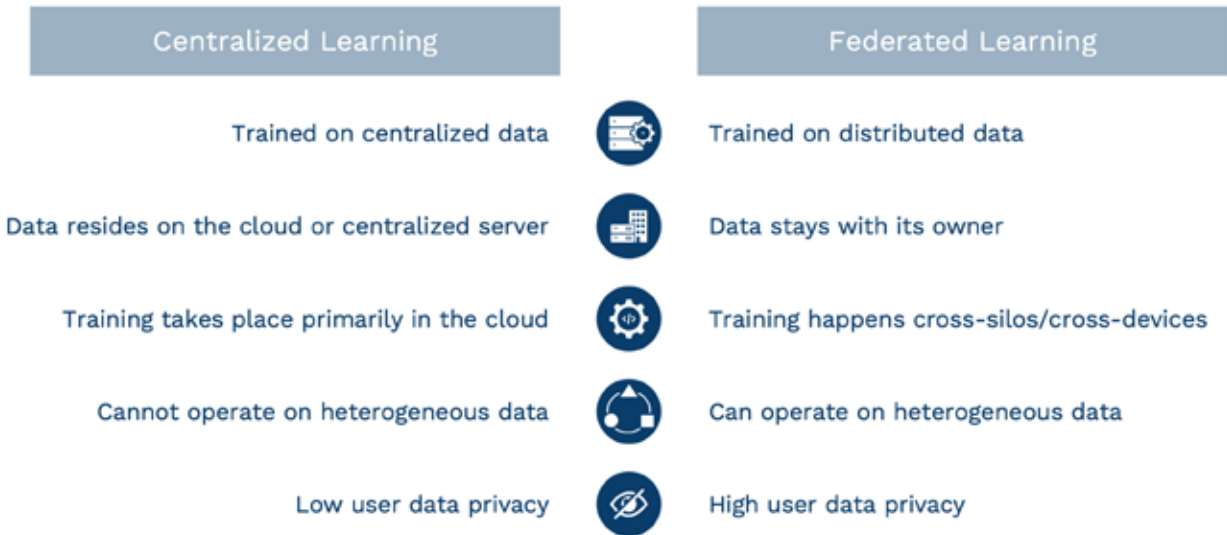 Centralized Learning
Federated Learning
Trained on centralized data
Trained on distributed data
Data resides on the cloud or centralized server
Data stays with its owner
Training takes place primarily in the cloud
Training happens cross-silos/cross-devices
Cannot operate on heterogeneous data
Can operate on heterogeneous data
Low user data privacy
High user data privacy